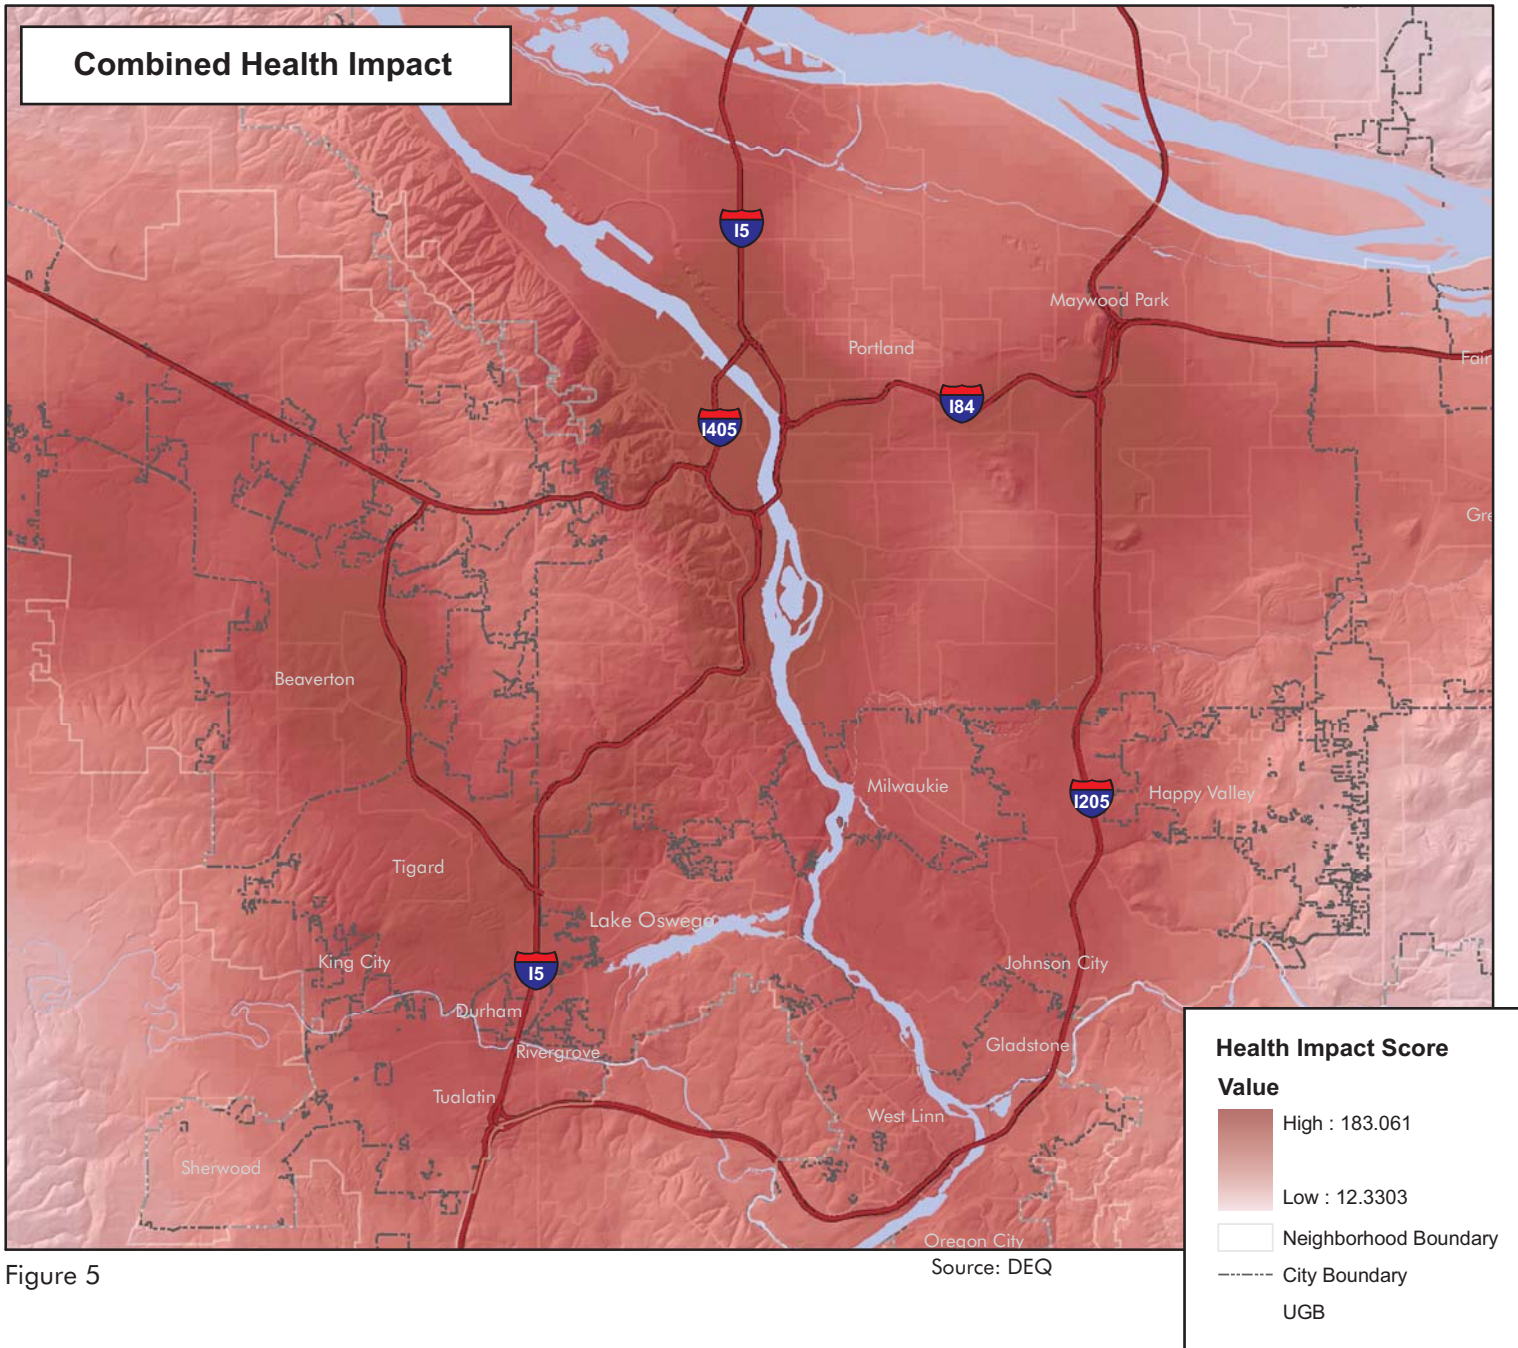 Combined Health Impact
I5
Maywood Park
Portland
Fair
I84
I405
Gre
Beaverton
Milwaukie
Happy Valley
I205
Tigard
Lake Oswego
King City
I5
Johnson City
Durham
Rivergrove
Gladstone
Tualatin
West Linn
Sherwood
Oregon City
Health Impact Score
Value
High : 183.061
Low : 12.3303
Neighborhood Boundary
City Boundary
UGB
Figure 5
Source: DEQ